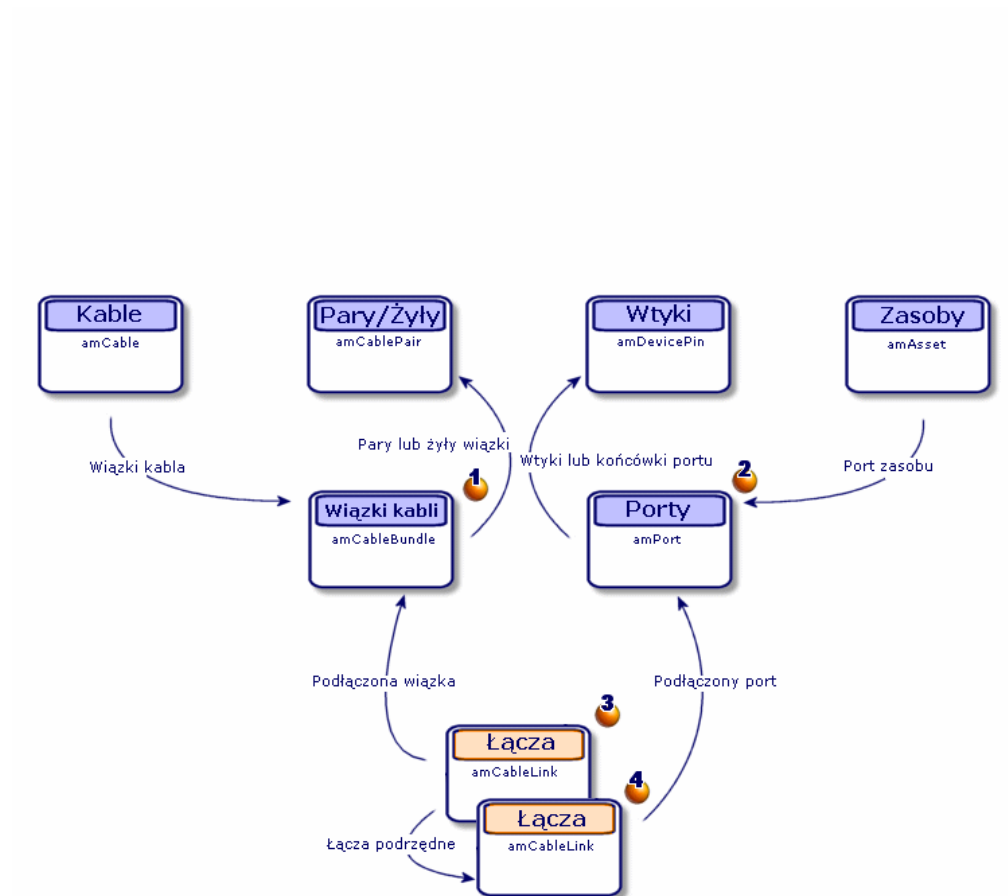 Kable
amCable
Pary/Żyły
amCablePair
Wtyki
amDevicePin
Zasoby
amAsset
Pary lub żyły wiązki
Wtyki lub końcówki portu
Wiązki kabla
Port zasobu
1
2
Wiązki kabli
amCableBundle
Porty
amPort
Podłączona wiązka
Podłączony port
3
Łącza
amCableLink
4
Łącza
amCableLink
Łącza podrzędne